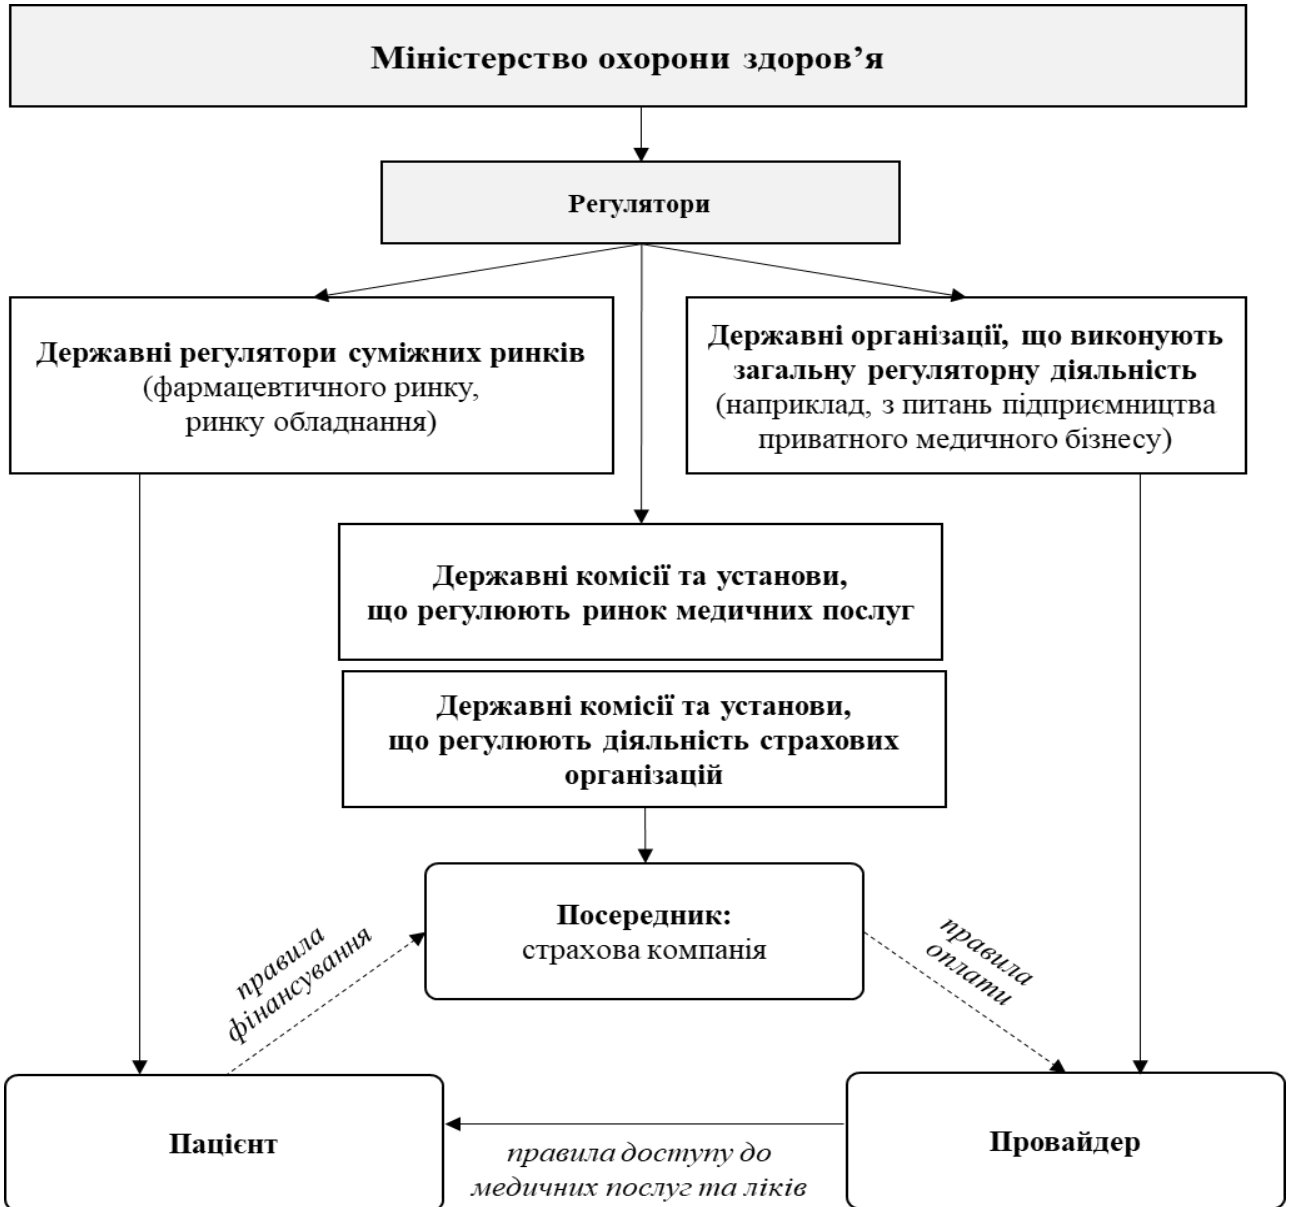 Міністерство охорони здоров’я
Регулятори
Державні регулятори суміжних ринків
(фармацевтичного ринку,
ринку обладнання)
Державні організації, що виконують
загальну регуляторну діяльність
(наприклад, з питань підприємництва
приватного медичного бізнесу)
Державні комісії та установи,
що регулюють ринок медичних послуг
Державні комісії та установи,
що регулюють діяльність страхових
організацій
Посередник:
страхова компанія
правила
фінансування
правила
оплати
Пацієнт
правила доступу до
медичних послуг та ліків
Провайдер